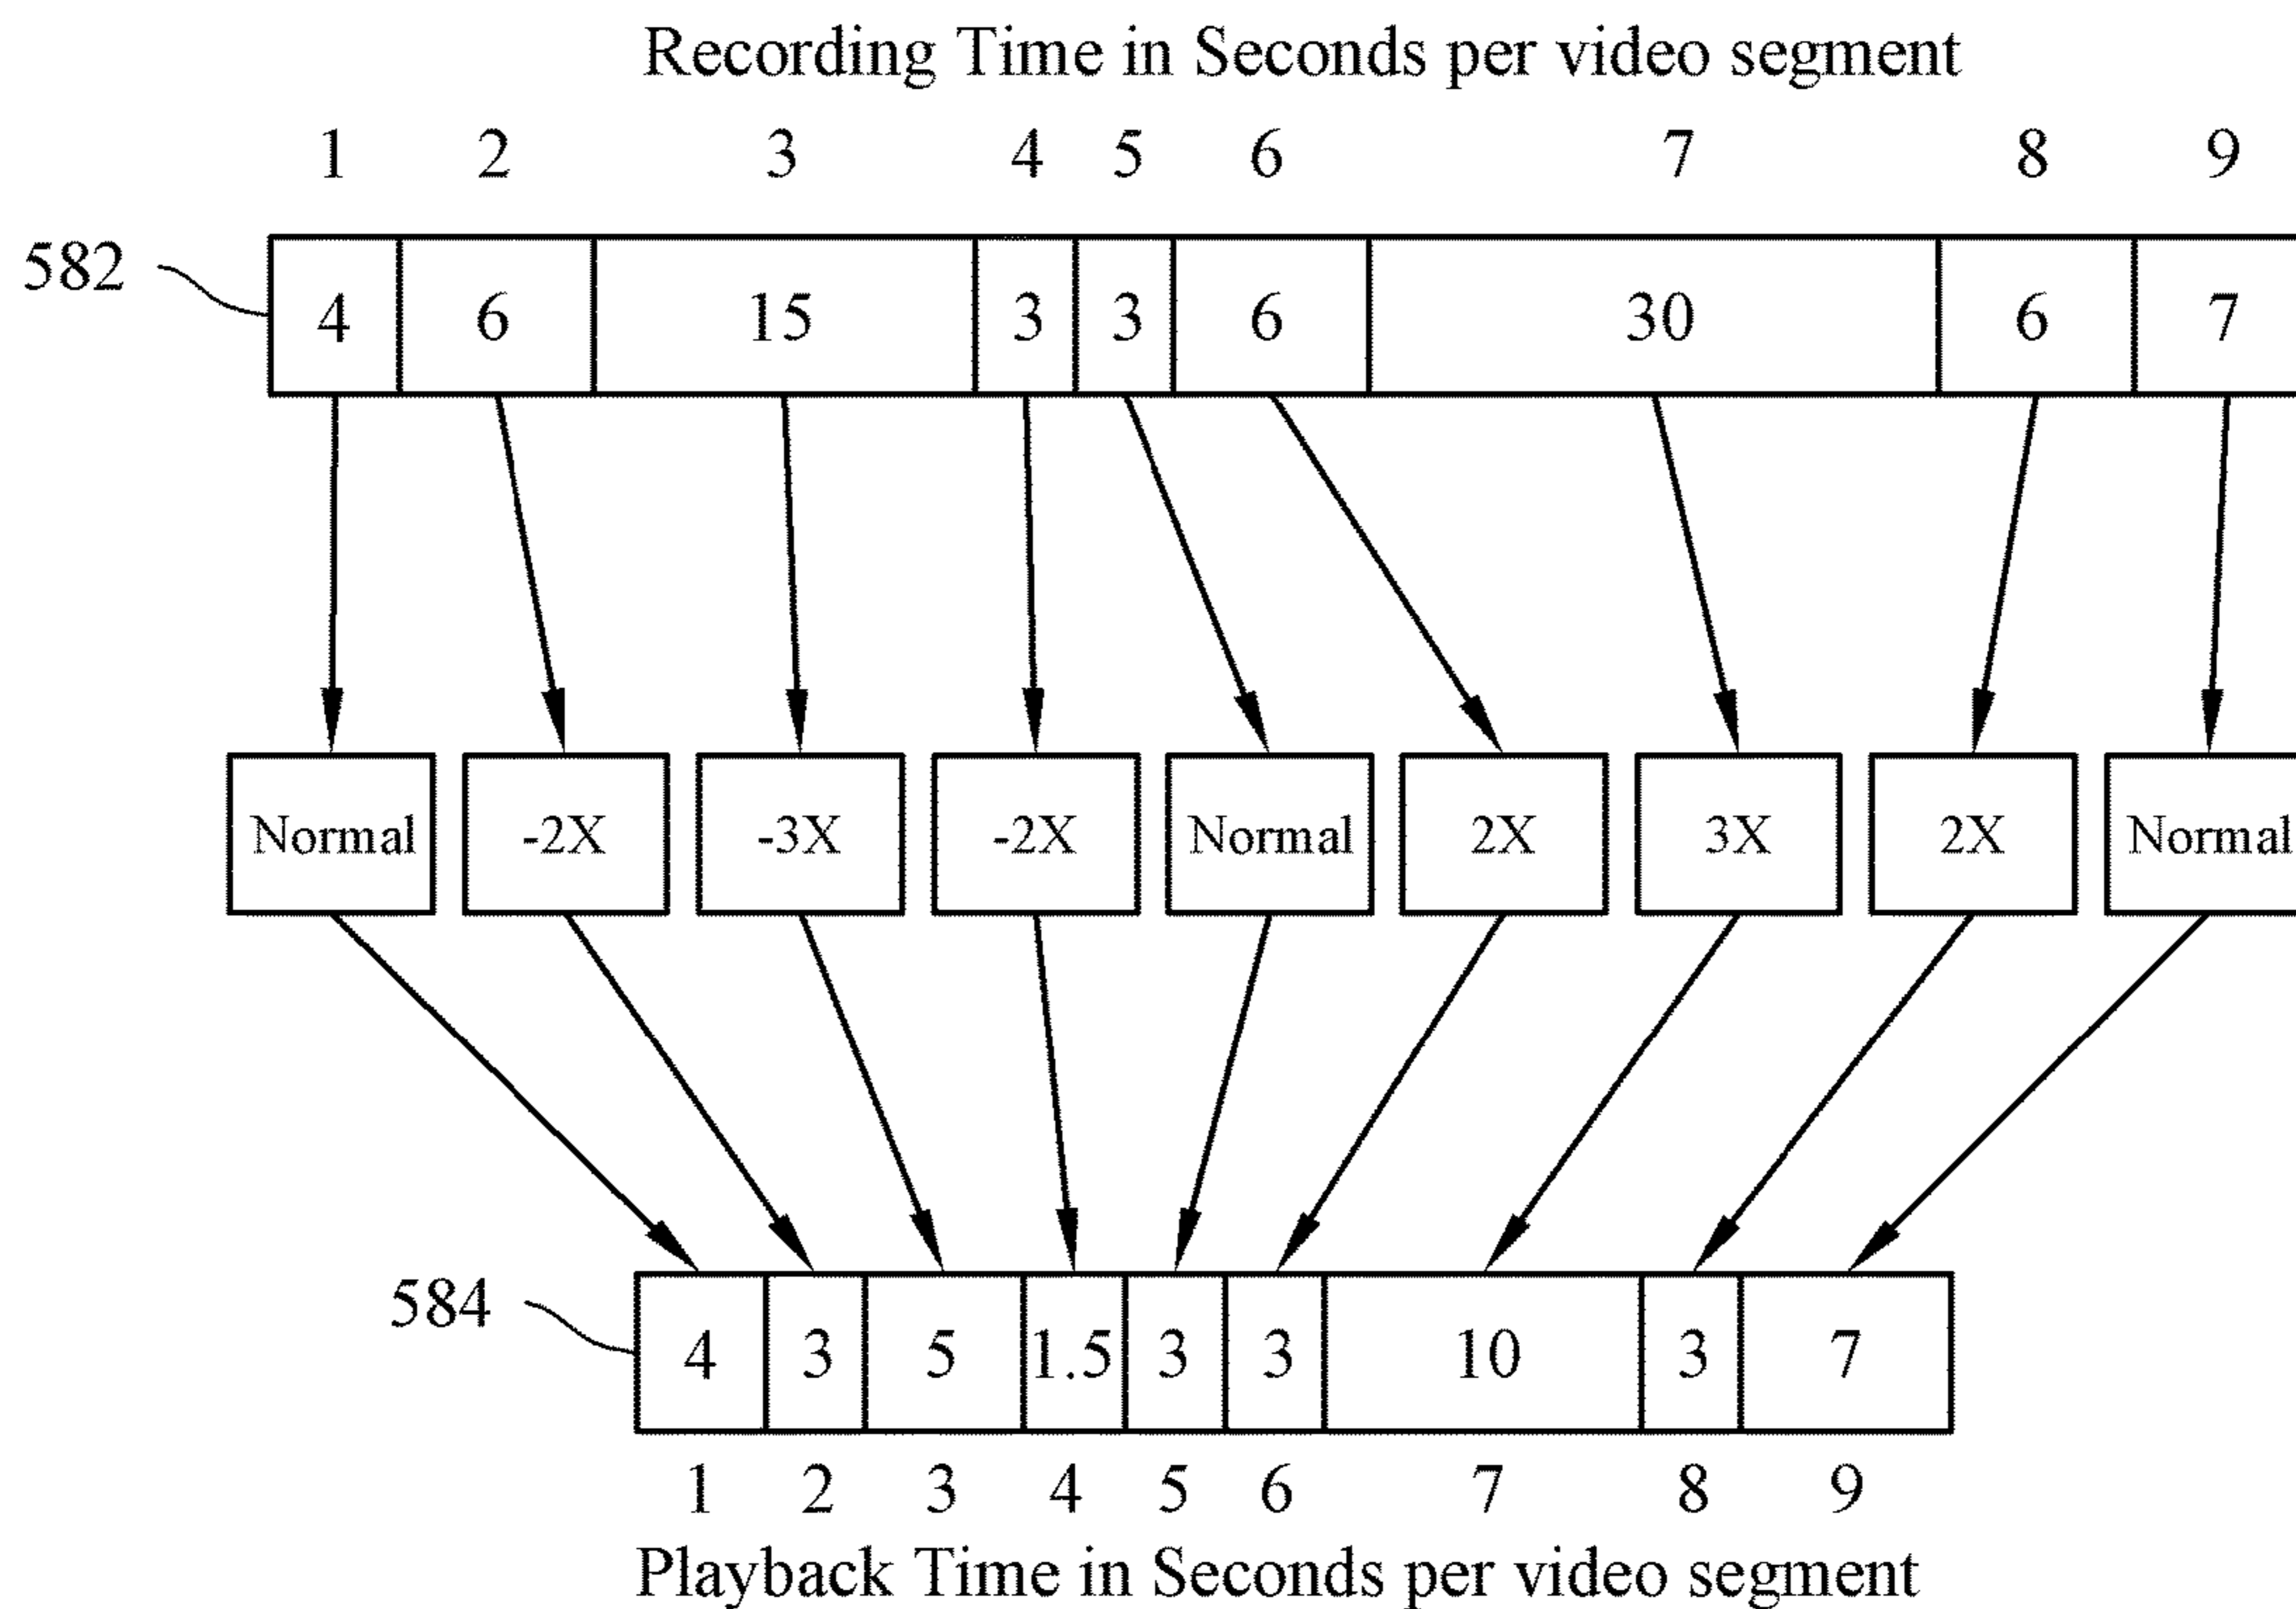 Recording Time in Seconds per video segment
1 2 3 4 5 6 7 8 9
582
4 6 15 3 3 6 30 6 7
Normal -2X -3X -2X Normal 2X 3X 2X Normal
584
4 3 5 1.5 3 3 10 3 7
1 2 3 4 5 6 7 8 9
Playback Time in Seconds per video segment